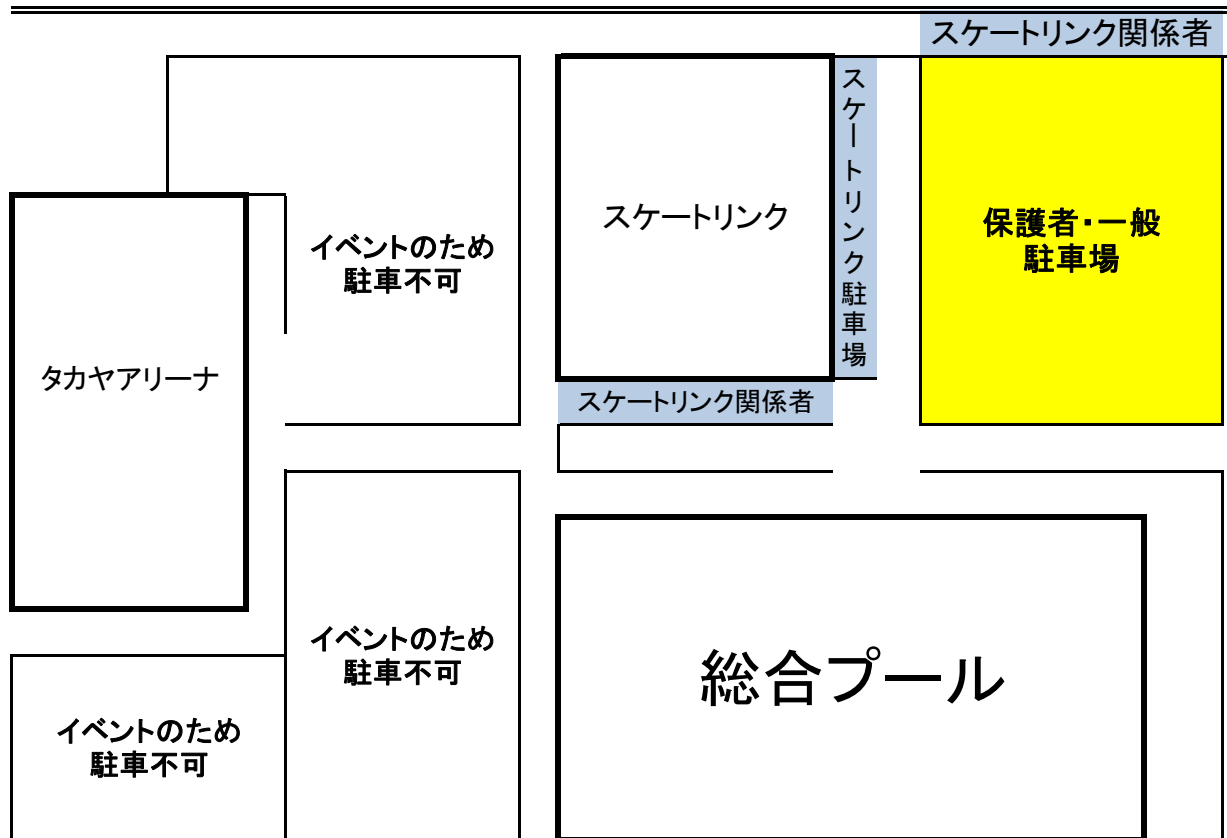 スケートリンク関係者
スケートリンク駐車場
スケートリンク
保護者・一般
駐車場
イベントのため
駐車不可
タカヤアリーナ
スケートリンク関係者
イベントのため
駐車不可
総合プール
イベントのため
駐車不可